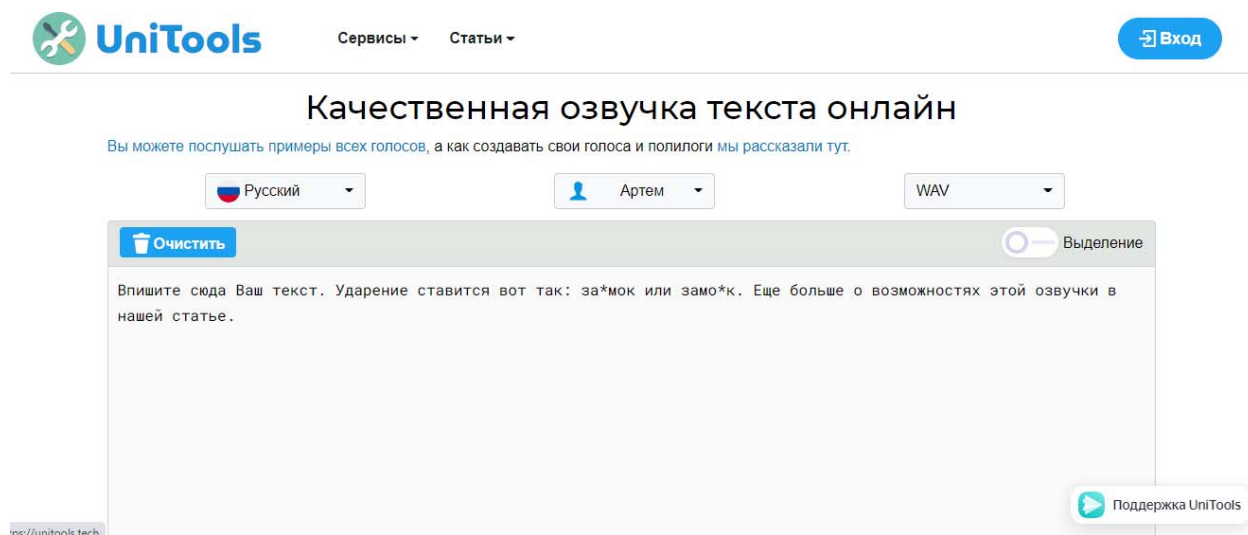 UniTools
Сервисы
Статьи
Вход
Качественная озвучка текста онлайн
Вы можете послушать примеры всех голосов, а как создавать свои голоса и полилоги мы рассказали тут.
Русский
Артем
WAV
Очистить
Выделение
Впишите сюда Ваш текст. Ударение ставится вот так: за*мок или замо*к. Еще больше о возможностях этой озвучки в
нашей статье.
Поддержка UniTools
//unitools.tech